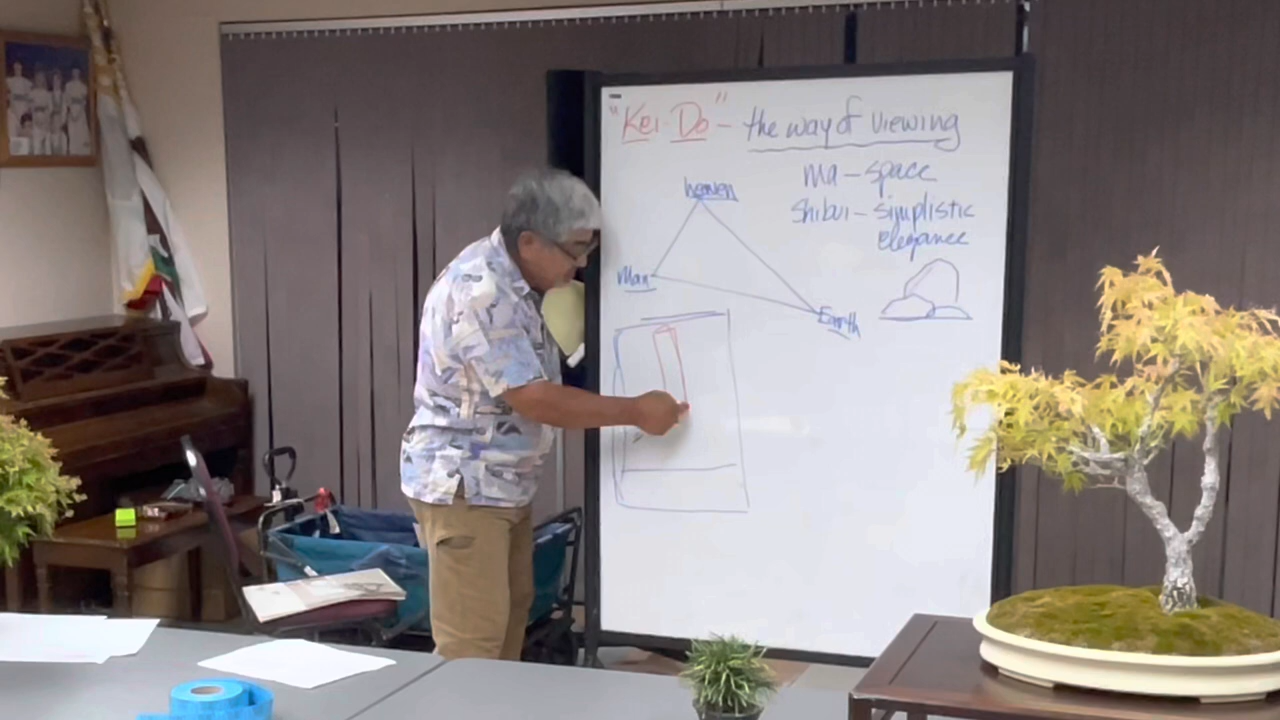 "Kei-Do" - the way of viewing
Ma - space
Shibui - simplistic
elegance
heaven
Man
Earth